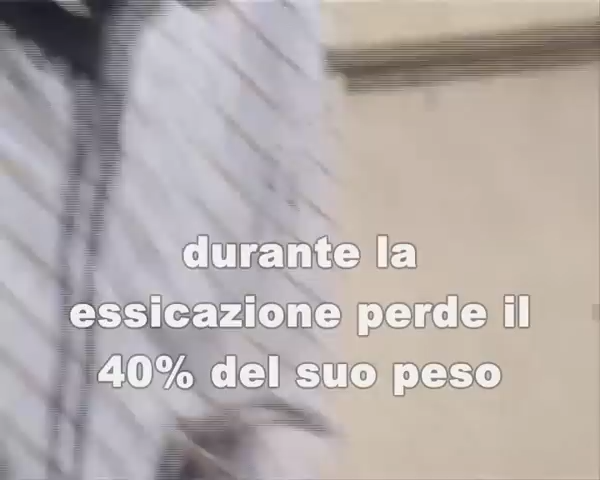 durante la
essicazione perde il
40% del suo peso